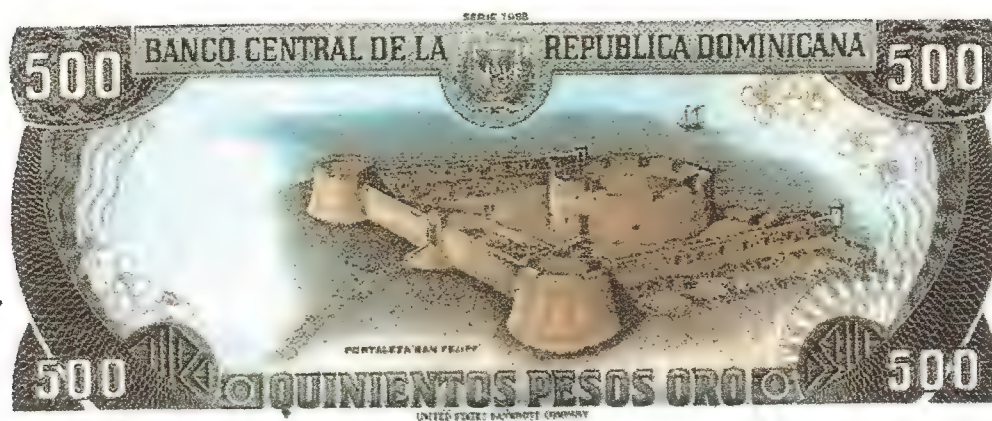 SERIE 1988
500 BANCO CENTRAL DE LA REPUBLICA DOMINICANA 500
FORTALEZA SAN FELIPE
500 QUINIENTOS PESOS ORO 500
UNITED STATES BANKNOTE COMPANY